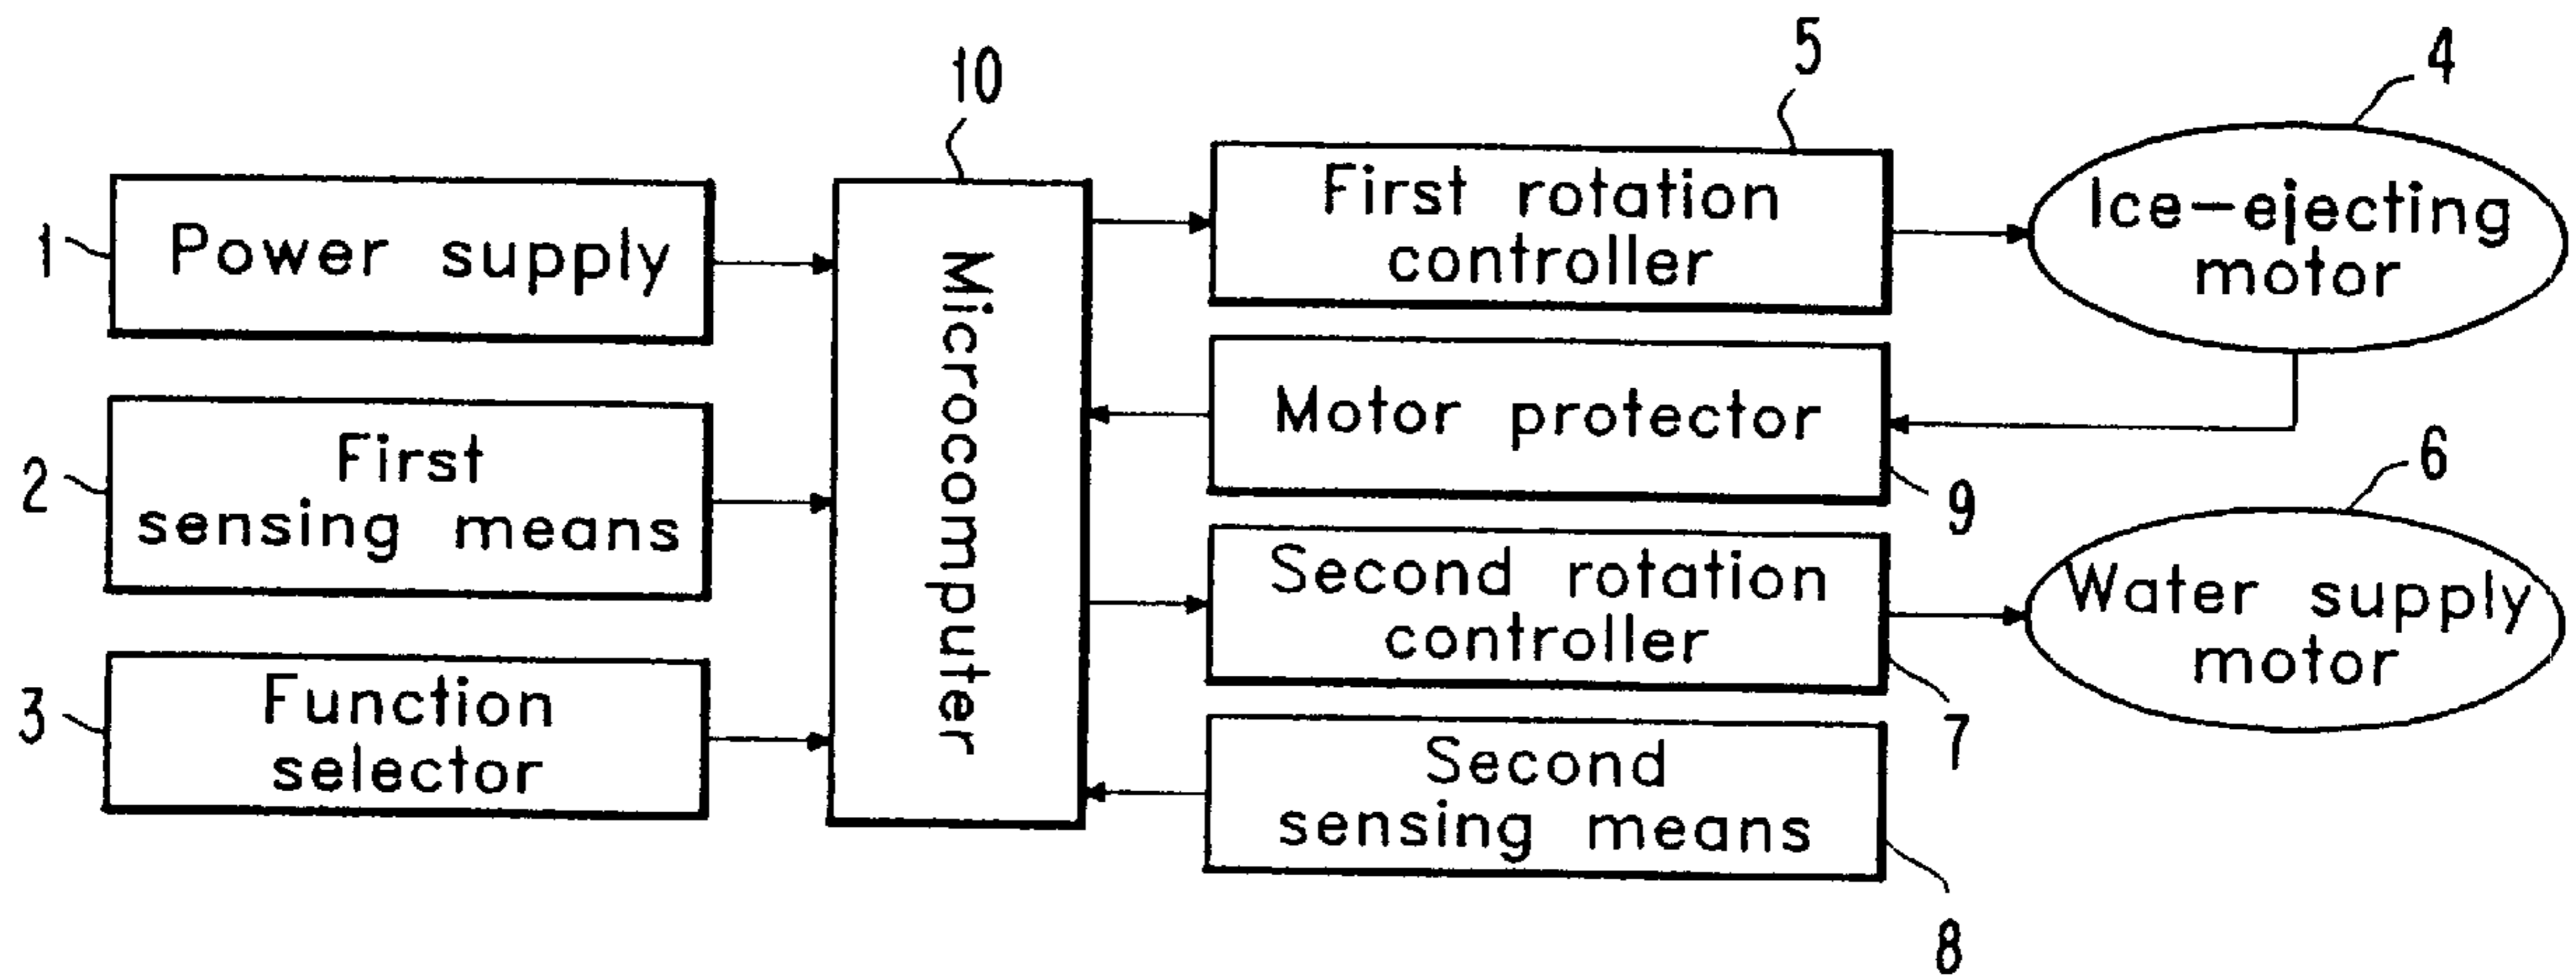 1
Power supply
2
First
sensing means
3
Function
selector
10
Microcomputer
5
First rotation
controller
4
Ice-ejecting
motor
Motor protector
9
6
Second rotation
controller
7
Water supply
motor
Second
sensing means
8